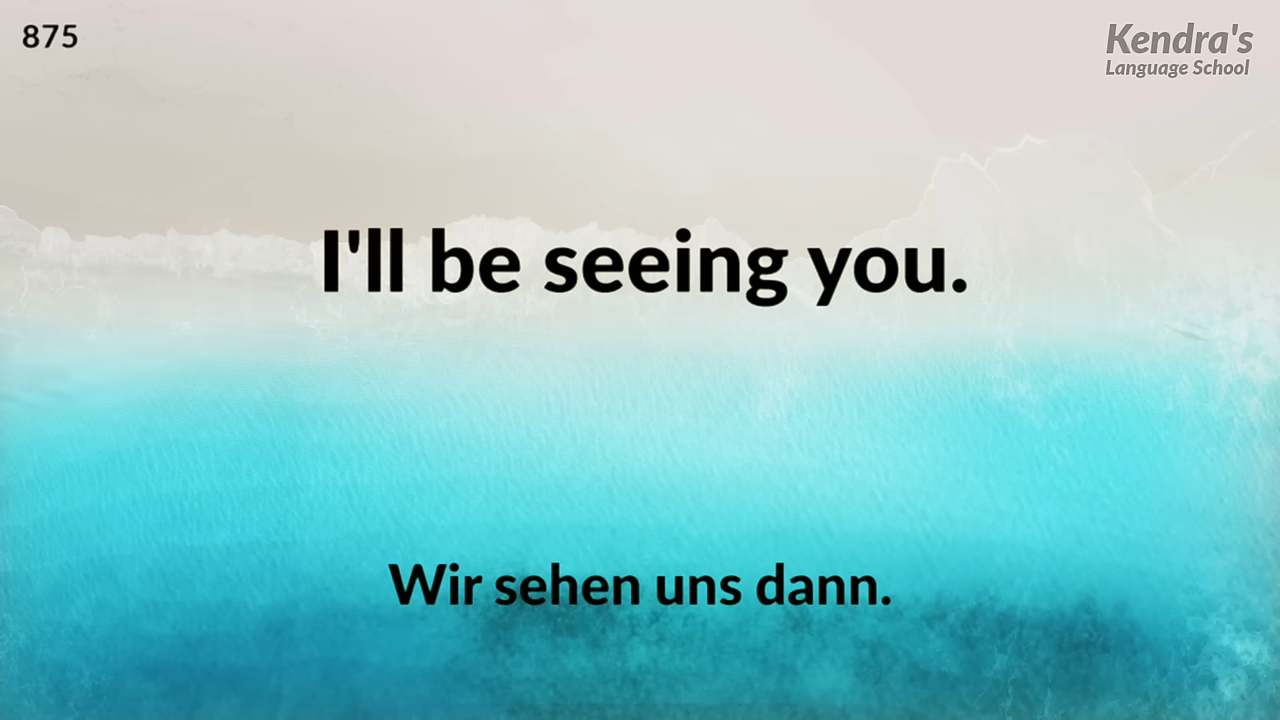 875
Kendra's
Language School
I'll be seeing you.
Wir sehen uns dann.